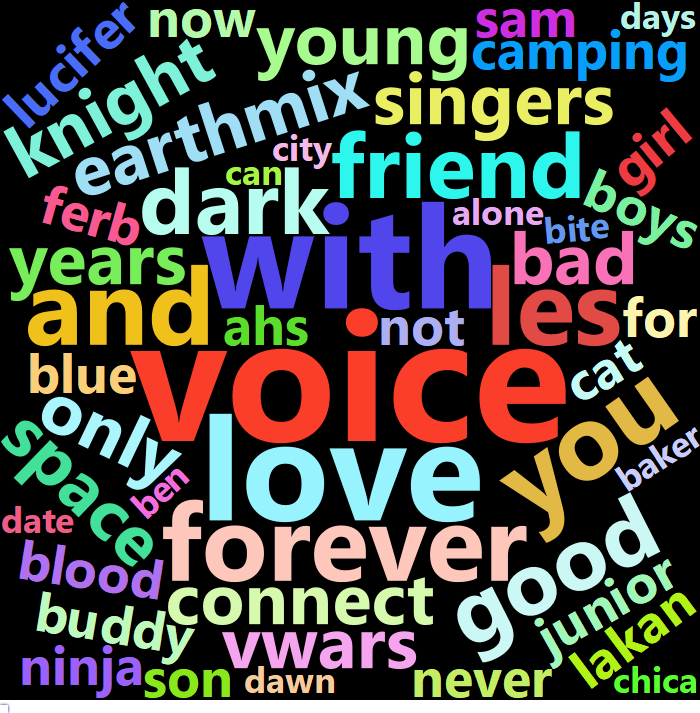 lucifer
now
young
sam
days
camping
knight
earthmix
singers
city
can
friend
girl
ferb
dark
with
alone
bite
boys
years
bad
and
ahs
not
les
for
blue
voice
cat
only
love
you
baker
space
ben
date
forever
good
blood
connect
junior
buddy
vwars
lakan
ninja
son
dawn
never
chica